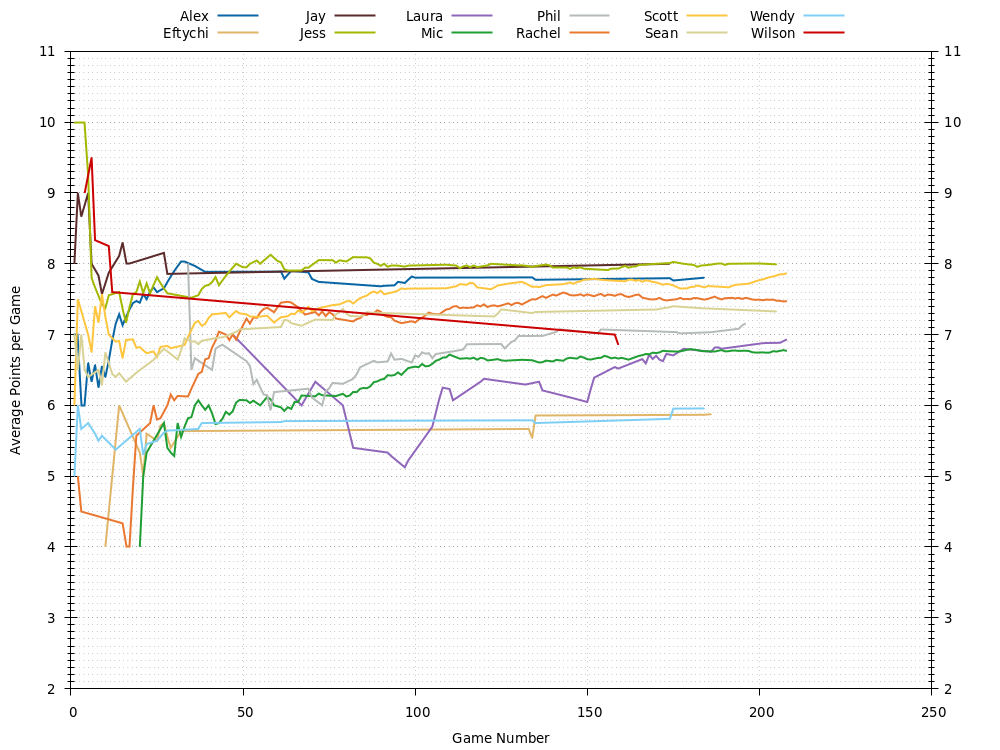 Alex Jay Laura Phil Scott Wendy
Eftychi Jess Mic Rachel Sean Wilson
11 11
10 10
9 9
8 8
7 7
6 6
5 5
4 4
3 3
2 2
0 50 100 150 200 250
Average Points per Game
Game Number